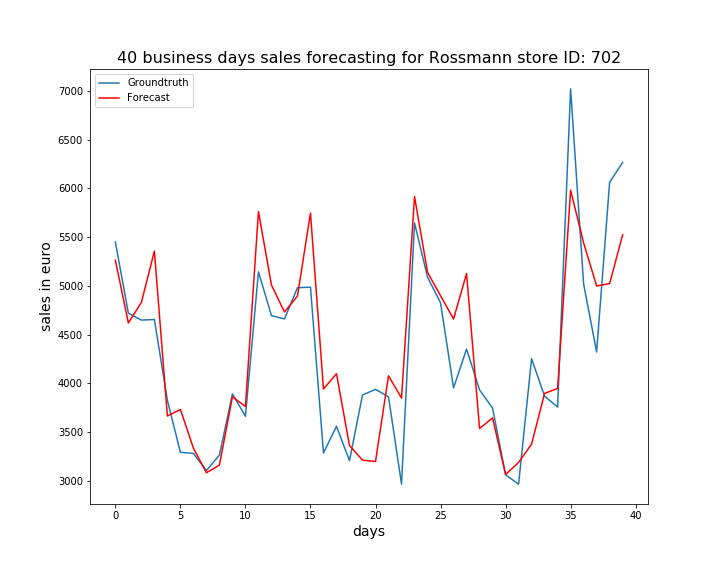 40 business days sales forecasting for Rossmann store ID: 702
Groundtruth
Forecast
7000
6500
6000
5500
5000
4500
4000
3500
3000
sales in euro
0 5 10 15 20 25 30 35 40
days